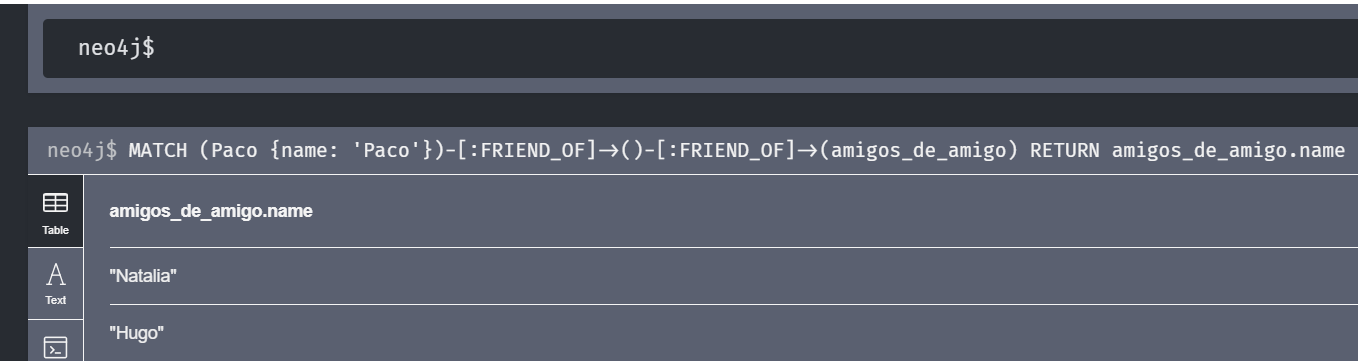 neo4j$
neo4j$ MATCH (Paco {name: 'Paco'})-[:FRIEND_OF]->()-[:FRIEND_OF]->(amigos_de_amigo) RETURN amigos_de_amigo.name
Table
amigos_de_amigo.name
"Natalia"
Text
"Hugo"